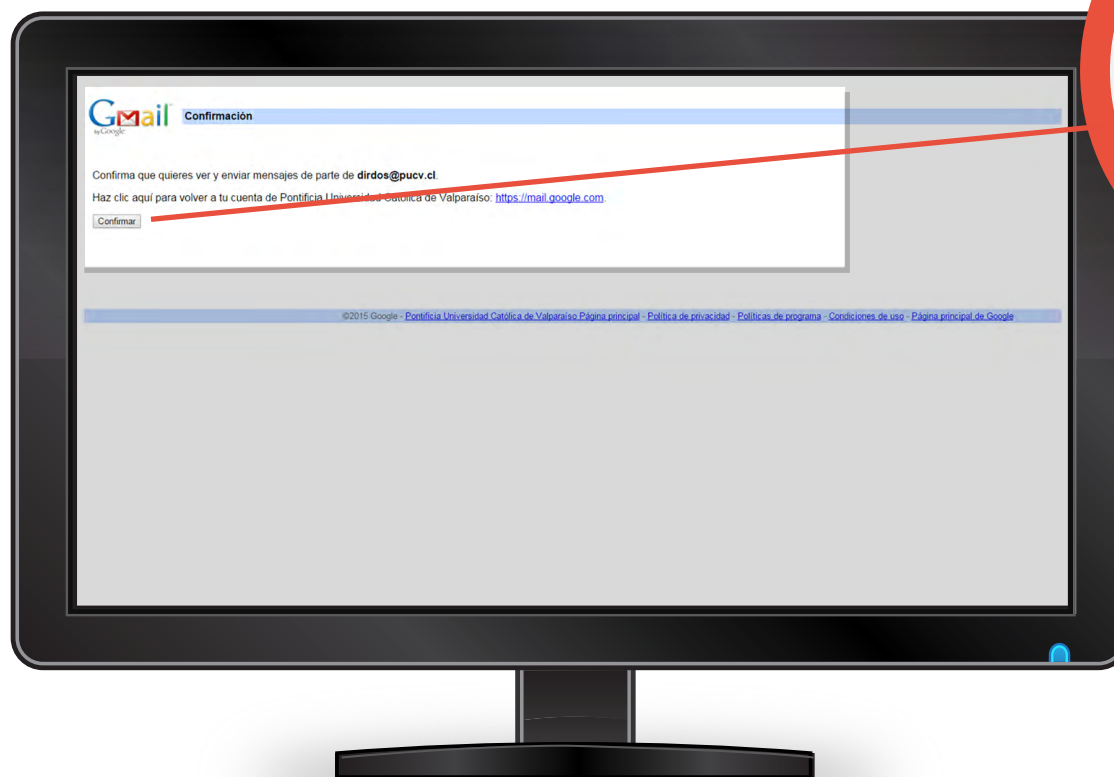 Gmail
by Google
Confirmación
Confirma que quieres ver y enviar mensajes de parte de dirdos@pucv.cl.
Haz clic aquí para volver a tu cuenta de Pontificia Universidad Católica de Valparaíso: https://mail.google.com.
Confirmar
©2015 Google - Pontificia Universidad Católica de Valparaíso Página principal - Política de privacidad - Políticas de programa - Condiciones de uso - Página principal de Google